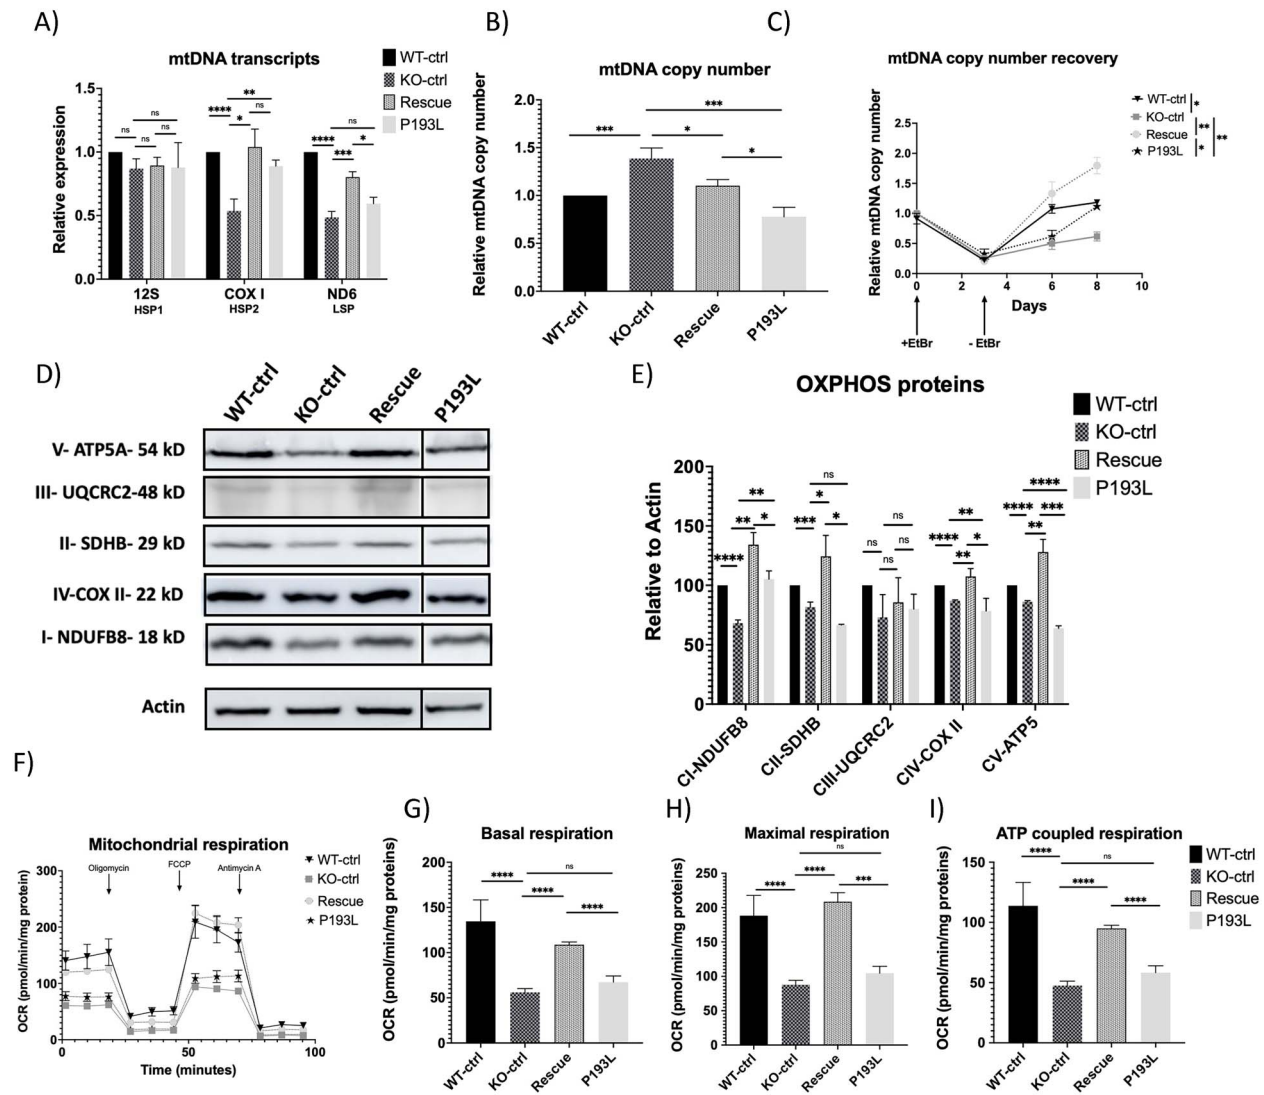 A)
mtDNA transcripts
WT-ctrl
KO-ctrl
Rescue
P193L
Relative expression
1.5
1.0
0.5
0.0
ns
ns
ns
ns
****
**
*
ns
****
ns
***
*
12S
HSP1
COX I
HSP2
ND6
LSP
B)
mtDNA copy number
Relative mtDNA copy number
2.0
1.5
1.0
0.5
0.0
***
***
*
*
WT-ctrl
KO-ctrl
Rescue
P193L
C)
mtDNA copy number recovery
Relative mtDNA copy number
2.5
2.0
1.5
1.0
0.5
0.0
0 2 4 6 8 10
Days
+EtBr
- EtBr
WT-ctrl
KO-ctrl
Rescue
P193L
*
**
*
**
D)
WT-ctrl
KO-ctrl
Rescue
P193L
V- ATP5A- 54 kD
III- UQCRC2-48 kD
II- SDHB- 29 kD
IV-COX II- 22 kD
I- NDUFB8- 18 kD
Actin
E)
OXPHOS proteins
WT-ctrl
KO-ctrl
Rescue
P193L
Relative to Actin
200
150
100
50
0
****
**
**
*
***
ns
*
*
ns
ns
ns
ns
****
**
**
*
****
****
**
***
CI-NDUFB8
CII-SDHB
CIII-UQCRC2
CIV-COX II
CV-ATP5
F)
Mitochondrial respiration
Oligomycin
FCCP
Antimycin A
WT-ctrl
KO-ctrl
Rescue
P193L
OCR (pmol/min/mg protein)
300
200
100
0
0 50 100
Time (minutes)
G)
Basal respiration
OCR (pmol/min/mg proteins)
200
150
100
50
0
****
ns
****
****
WT-ctrl
KO-ctrl
Rescue
P193L
H)
Maximal respiration
OCR (pmol/min/mg proteins)
250
200
150
100
50
0
ns
****
****
***
WT-ctrl
KO-ctrl
Rescue
P193L
I)
ATP coupled respiration
OCR (pmol/min/mg proteins)
150
100
50
0
****
ns
****
****
WT-ctrl
KO-ctrl
Rescue
P193L
WT-ctrl
KO-ctrl
Rescue
P193L